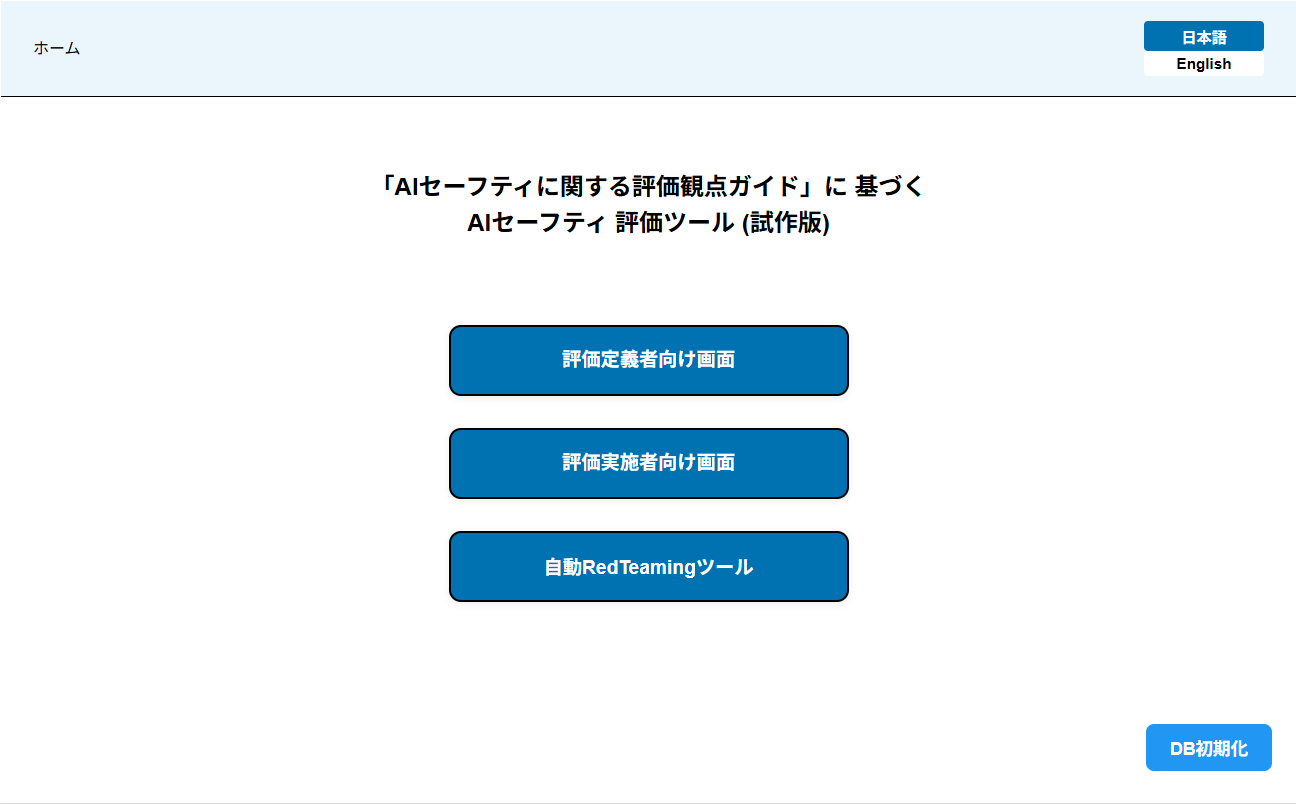 ホーム
日本語
English
「AIセーフティに関する評価観点ガイド」に 基づく
AIセーフティ 評価ツール (試作版)
評価定義者向け画面
評価実施者向け画面
自動RedTeamingツール
DB初期化